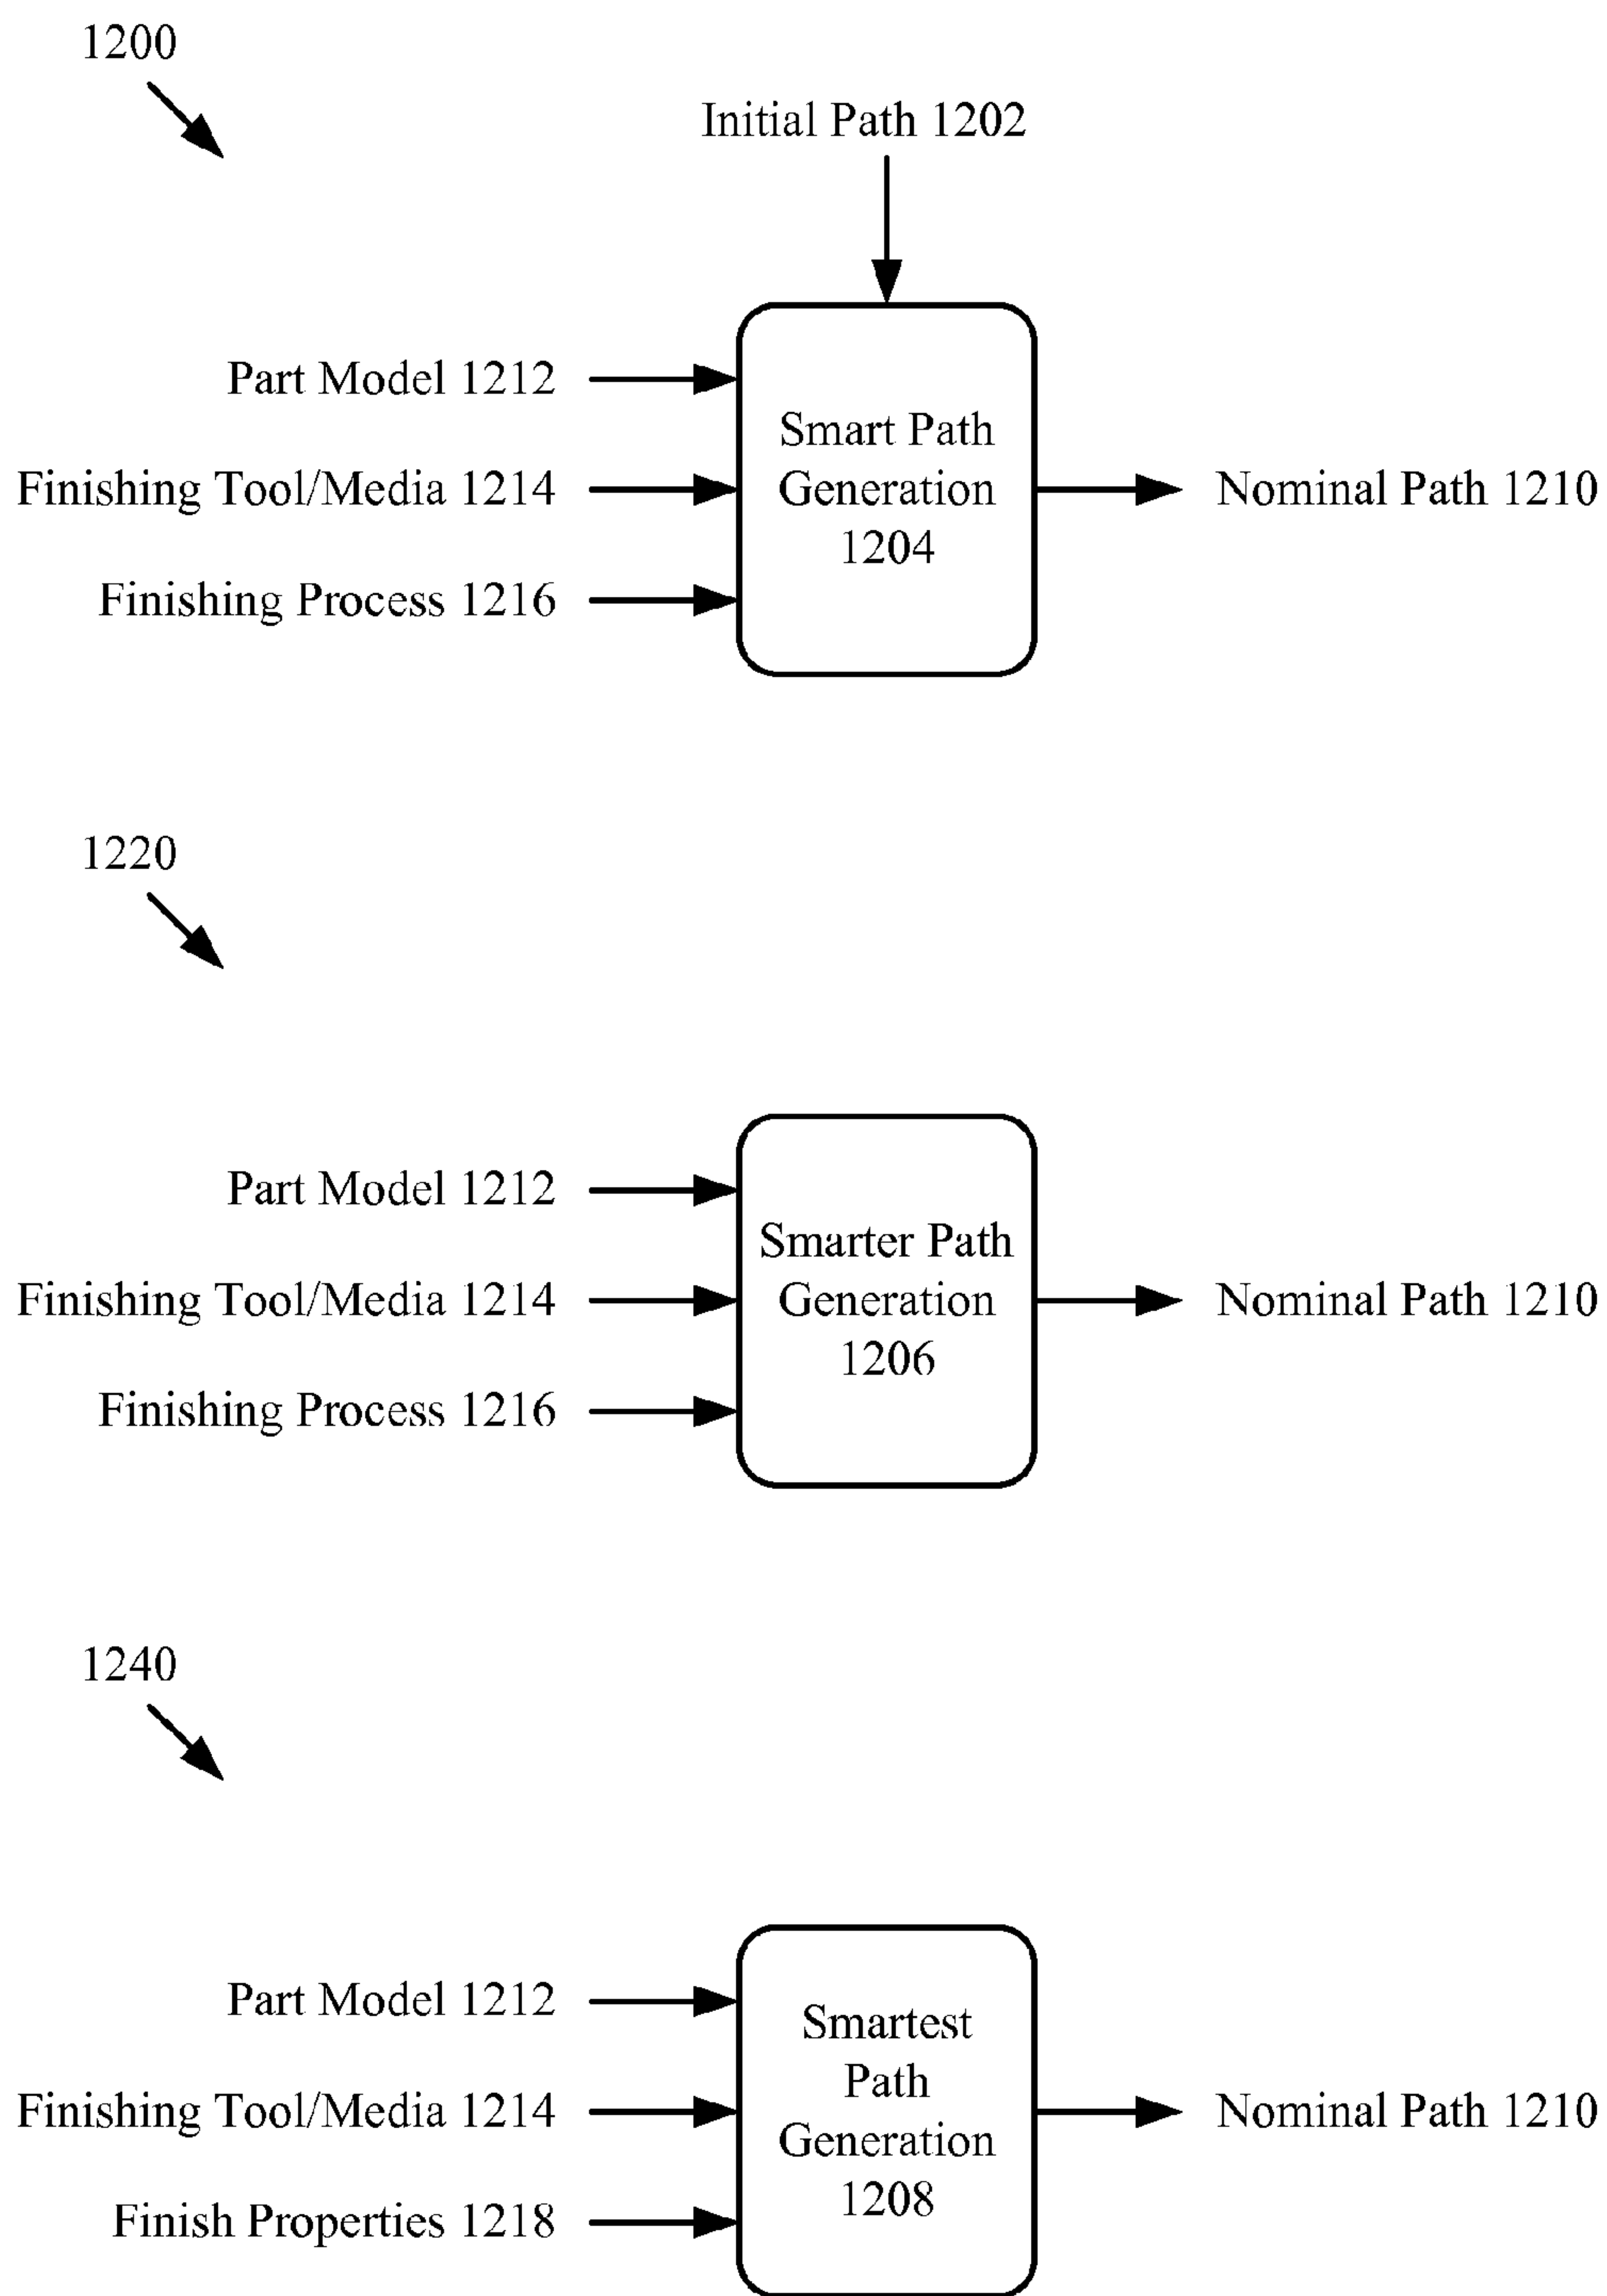 1200
Initial Path 1202
Part Model 1212
Finishing Tool/Media 1214
Finishing Process 1216
Smart Path
Generation
1204
Nominal Path 1210
1220
Part Model 1212
Finishing Tool/Media 1214
Finishing Process 1216
Smarter Path
Generation
1206
Nominal Path 1210
1240
Part Model 1212
Finishing Tool/Media 1214
Finish Properties 1218
Smartest
Path
Generation
1208
Nominal Path 1210